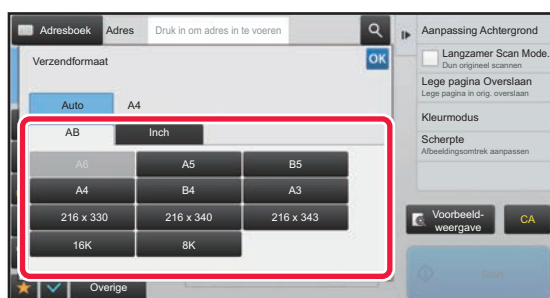 Adresboek Adres Druk in om adres in te voeren
Verzendformaat OK
Auto A4
AB Inch
A6 A5 B5
A4 B4 A3
216 x 330 216 x 340 216 x 343
16K 8K
Overige
Aanpassing Achtergrond
Langzamer Scan Mode.
Dun origineel scannen
Lege pagina Overslaan
Lege pagina in orig. overslaan
Kleurmodus
Scherpte
Afbeeldingsomtrek aanpassen
Voorbeeld-
weergave CA
Start